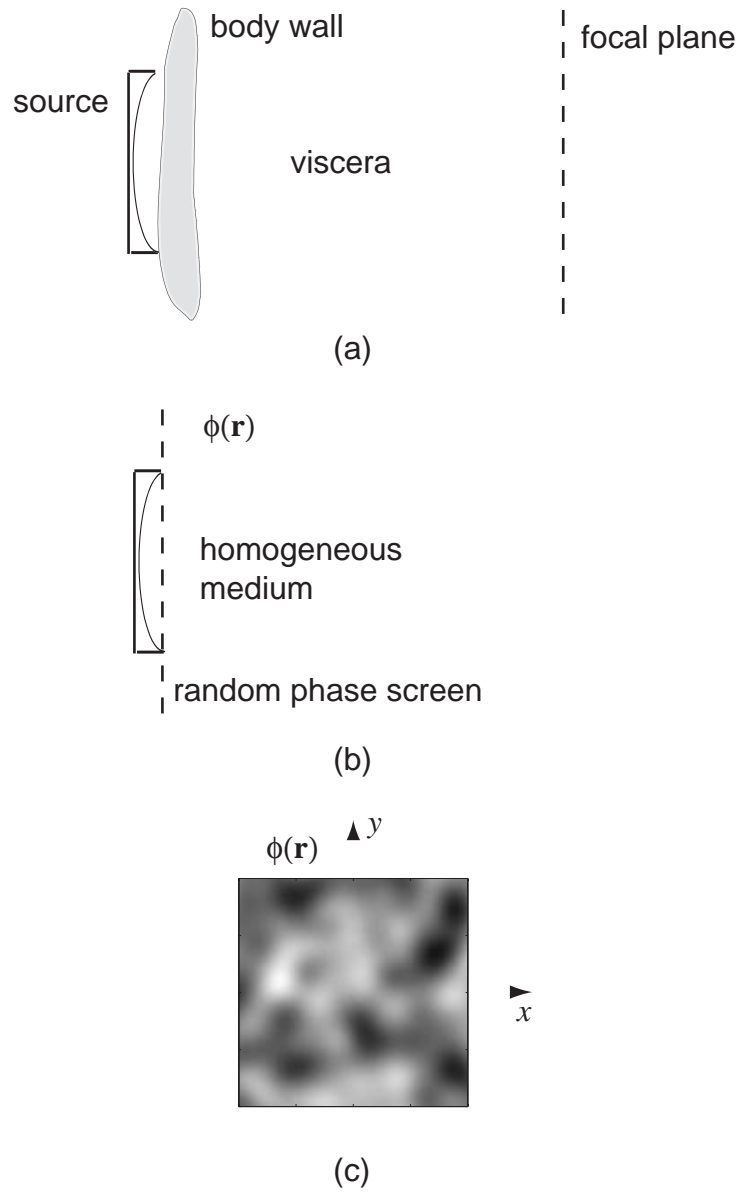 body wall
focal plane
source
viscera
(a)
ϕ(r)
homogeneous
medium
random phase screen
(b)
y
ϕ(r)
x
(c)